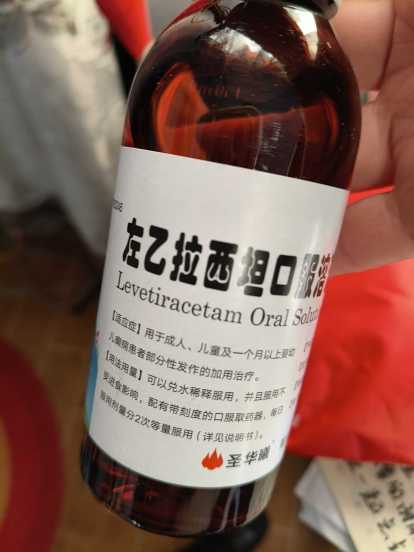 左乙拉西坦口服溶
Levetiracetam Oral Solut
【适应症】用于成人、儿童及一个月以上婴幼
儿癫痫患者部分性发作的加用治疗。
【用法用量】可以兑水稀释服用,并且服用不
受进食影响,配有带刻度的口服取药器,每日
服用剂量分2次等量服用(详见说明书)。
圣华曦